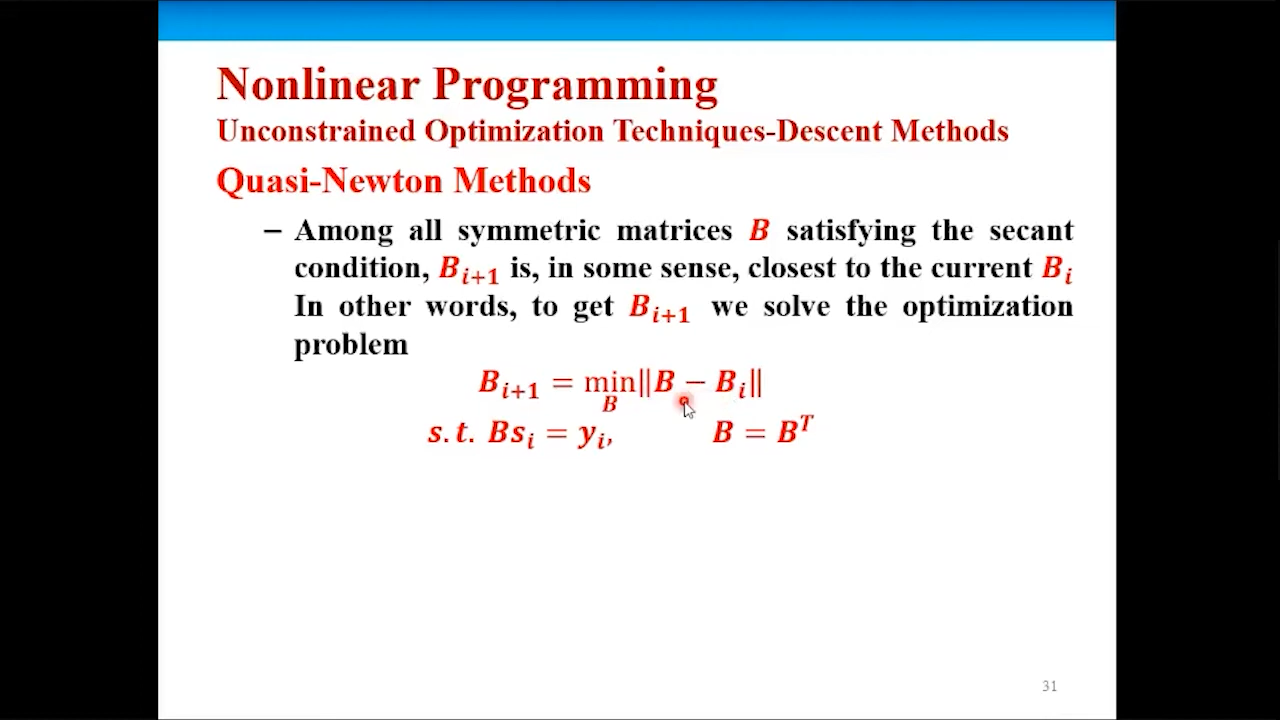 Nonlinear Programming
Unconstrained Optimization Techniques-Descent Methods
Quasi-Newton Methods
– Among all symmetric matrices B satisfying the secant
condition, B_{i+1} is, in some sense, closest to the current B_i
In other words, to get B_{i+1} we solve the optimization
problem
B_{i+1} = min_B ||B − B_i||
s.t. Bs_i = y_i, B = B^T
31